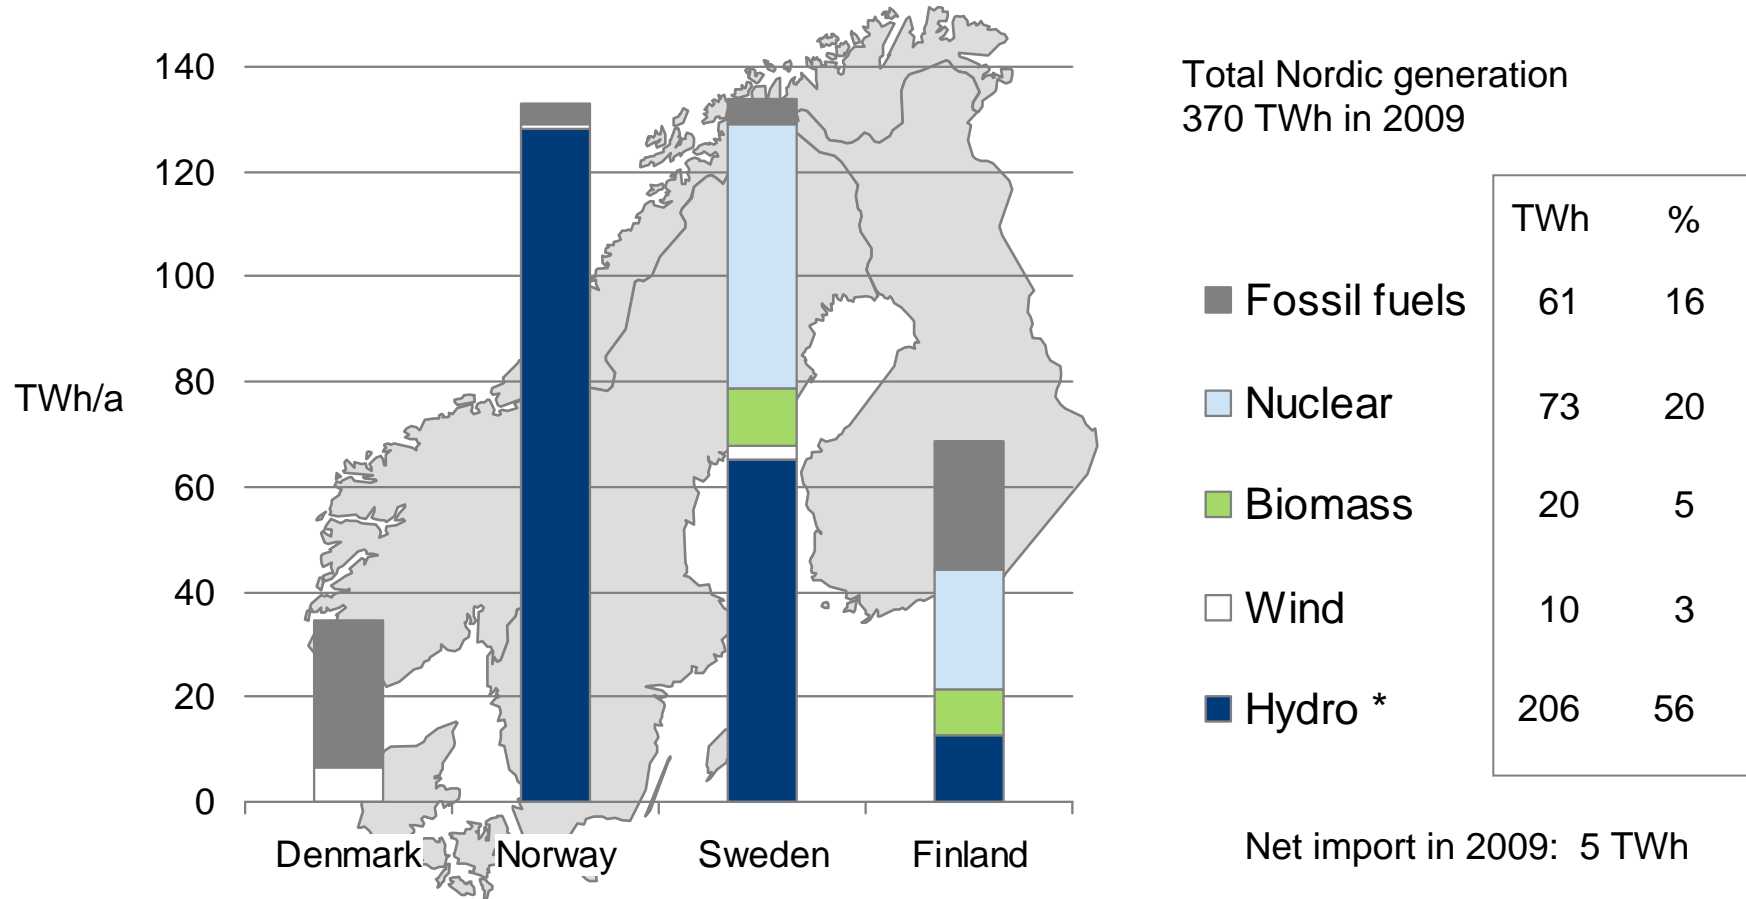 Total Nordic generation
370 TWh in 2009
TWh/a
140
120
100
80
60
40
20
0
Denmark Norway Sweden Finland
TWh %
Fossil fuels 61 16
Nuclear 73 20
Biomass 20 5
Wind 10 3
Hydro * 206 56
Net import in 2009: 5 TWh